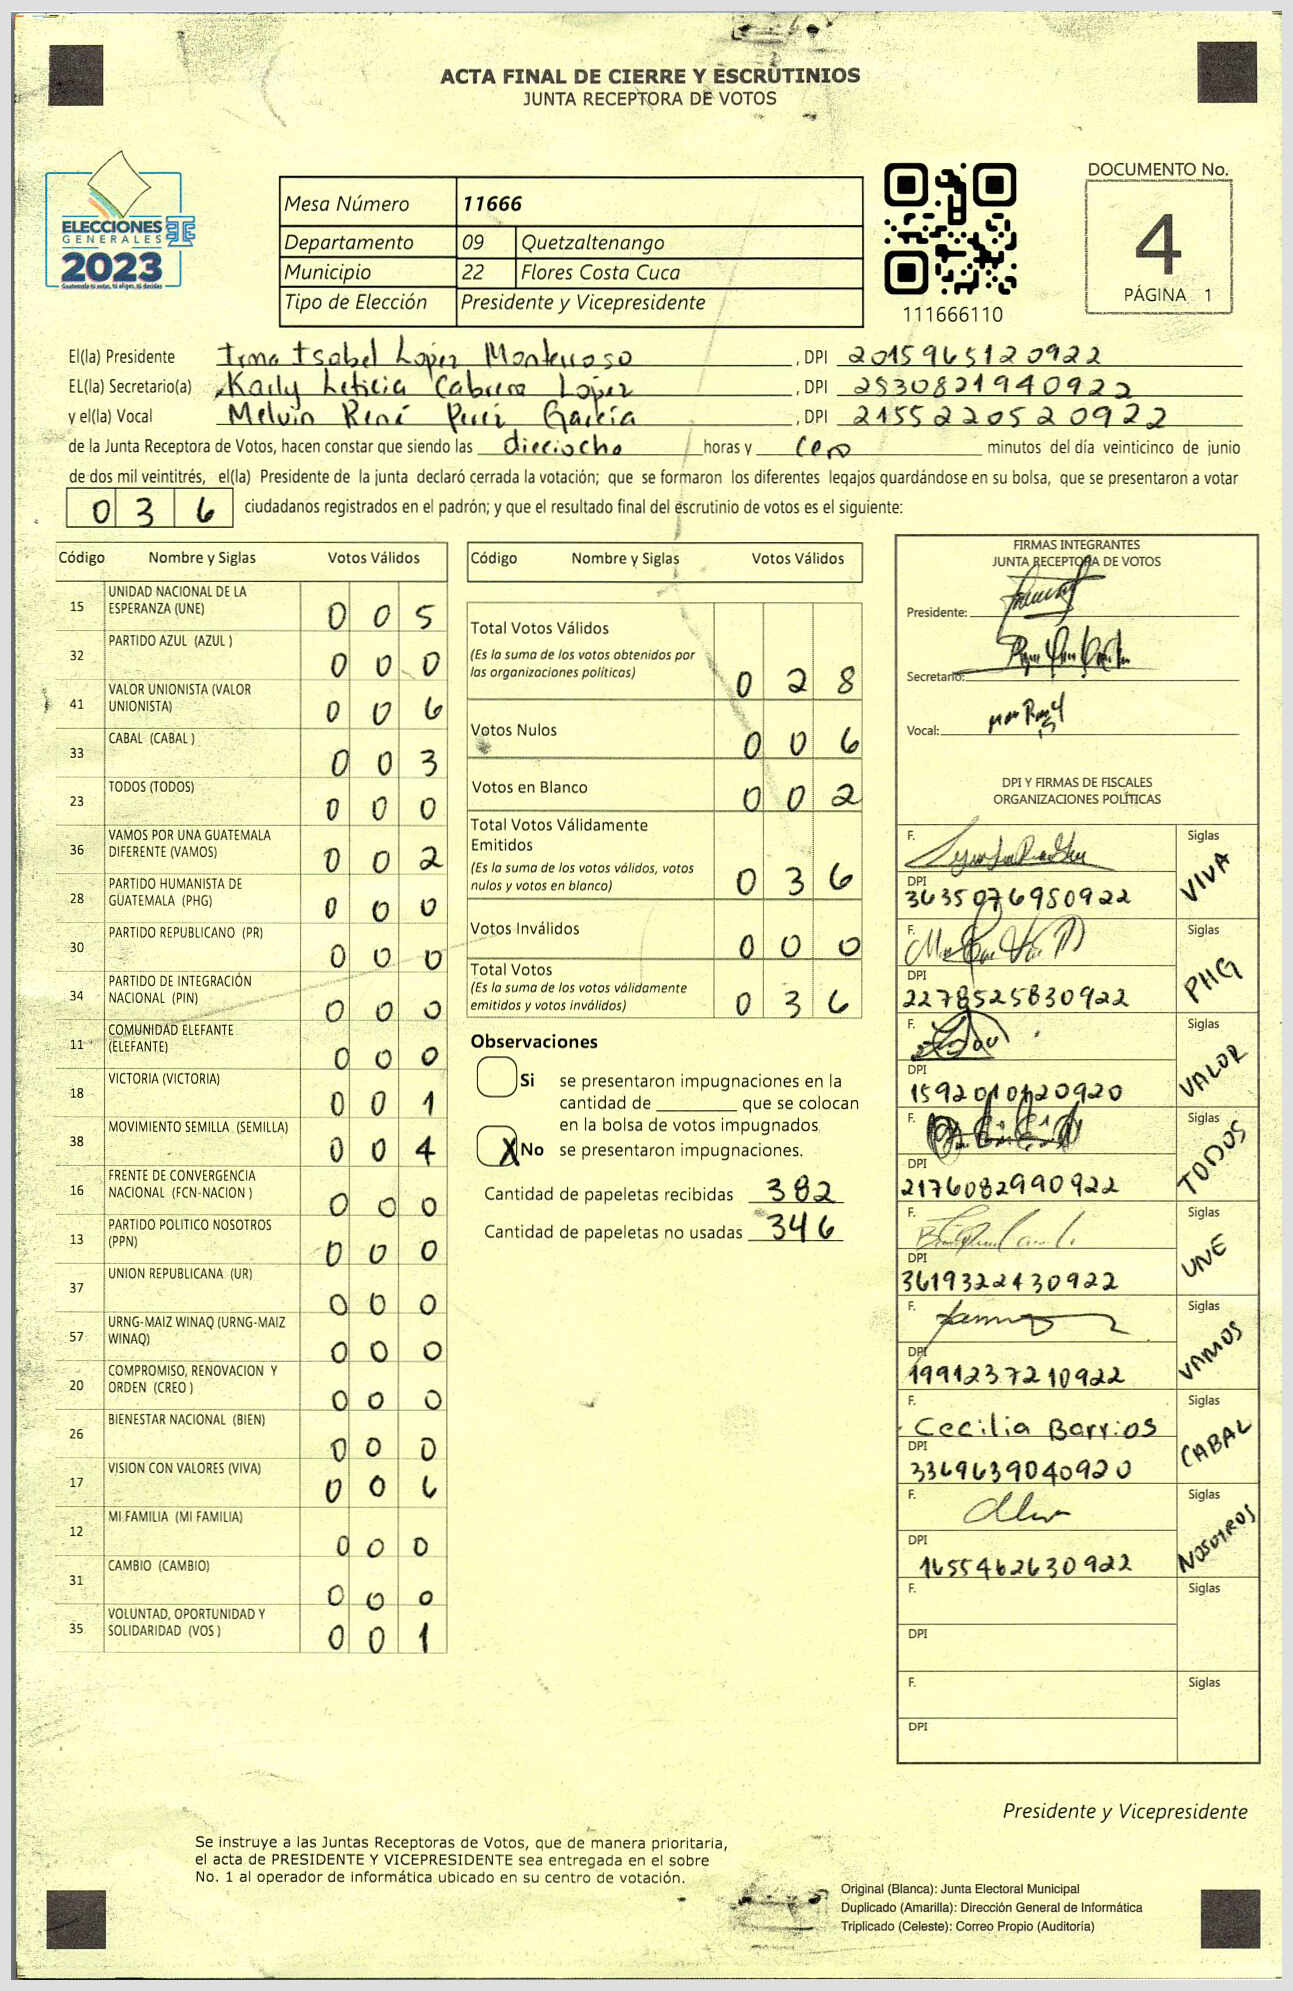 ACTA FINAL DE CIERRE Y ESCRUTINIOS
JUNTA RECEPTORA DE VOTOS
ELECCIONES
GENERALES
2023
Guatemala tú votas, tú eliges, tú decides
Mesa Número 11666
Departamento 09 Quetzaltenango
Municipio 22 Flores Costa Cuca
Tipo de Elección Presidente y Vicepresidente
111666110
DOCUMENTO No.
4
PÁGINA 1
El(la) Presidente Irma Isabel Lopez Monterroso , DPI 2015965120922
EL(la) Secretario(a) Karly Leticia Cabrera Lopez , DPI 2530821940922
y el(la) Vocal Melvin René Perez García , DPI 2155220520922
de la Junta Receptora de Votos, hacen constar que siendo las dieciocho horas y cero minutos del día veinticinco de junio
de dos mil veintitrés, el(la) Presidente de la junta declaró cerrada la votación; que se formaron los diferentes legajos guardándose en su bolsa, que se presentaron a votar
036 ciudadanos registrados en el padrón; y que el resultado final del escrutinio de votos es el siguiente:
Código Nombre y Siglas Votos Válidos
15 UNIDAD NACIONAL DE LA
ESPERANZA (UNE) 0 0 5
32 PARTIDO AZUL (AZUL ) 0 0 0
41 VALOR UNIONISTA (VALOR
UNIONISTA) 0 0 6
33 CABAL (CABAL ) 0 0 3
23 TODOS (TODOS) 0 0 0
36 VAMOS POR UNA GUATEMALA
DIFERENTE (VAMOS) 0 0 2
28 PARTIDO HUMANISTA DE
GUATEMALA (PHG) 0 0 0
30 PARTIDO REPUBLICANO (PR) 0 0 0
34 PARTIDO DE INTEGRACIÓN
NACIONAL (PIN) 0 0 0
11 COMUNIDAD ELEFANTE
(ELEFANTE) 0 0 0
18 VICTORIA (VICTORIA) 0 0 1
38 MOVIMIENTO SEMILLA (SEMILLA) 0 0 4
16 FRENTE DE CONVERGENCIA
NACIONAL (FCN-NACION ) 0 0 0
13 PARTIDO POLITICO NOSOTROS
(PPN) 0 0 0
37 UNION REPUBLICANA (UR) 0 0 0
57 URNG-MAIZ WINAQ (URNG-MAIZ
WINAQ) 0 0 0
20 COMPROMISO, RENOVACION Y
ORDEN (CREO ) 0 0 0
26 BIENESTAR NACIONAL (BIEN) 0 0 0
17 VISION CON VALORES (VIVA) 0 0 6
12 MI FAMILIA (MI FAMILIA) 0 0 0
31 CAMBIO (CAMBIO) 0 0 0
35 VOLUNTAD, OPORTUNIDAD Y
SOLIDARIDAD (VOS ) 0 0 1
Código Nombre y Siglas Votos Válidos
Total Votos Válidos
(Es la suma de los votos obtenidos por
las organizaciones políticas) 0 2 8
Votos Nulos 0 0 6
Votos en Blanco 0 0 2
Total Votos Válidamente
Emitidos
(Es la suma de los votos válidos, votos
nulos y votos en blanco) 0 3 6
Votos Inválidos 0 0 0
Total Votos
(Es la suma de los votos válidamente
emitidos y votos inválidos) 0 3 6
Observaciones
Si se presentaron impugnaciones en la
cantidad de ________ que se colocan
en la bolsa de votos impugnados
X No se presentaron impugnaciones.
Cantidad de papeletas recibidas 382
Cantidad de papeletas no usadas 346
FIRMAS INTEGRANTES
JUNTA RECEPTORA DE VOTOS
Presidente:
Secretario:
Vocal:
DPI Y FIRMAS DE FISCALES
ORGANIZACIONES POLÍTICAS
F. Siglas
DPI VIVA
3635076980922
F. Siglas
DPI PHG
2278525830922
F. Siglas
DPI VALOR
1592010120920
F. Siglas
DPI TODOS
2176082990922
F. Siglas
DPI UNE
3619322430922
F. Siglas
DPI VAMOS
1991237210922
F. Siglas
Cecilia Barrios
DPI CABAL
3369639040920
F. Siglas
DPI NOSOTROS
1655462630922
F. Siglas
DPI
F. Siglas
DPI
Presidente y Vicepresidente
Se instruye a las Juntas Receptoras de Votos, que de manera prioritaria,
el acta de PRESIDENTE Y VICEPRESIDENTE sea entregada en el sobre
No. 1 al operador de informática ubicado en su centro de votación.
Original (Blanca): Junta Electoral Municipal
Duplicado (Amarilla): Dirección General de Informática
Triplicado (Celeste): Correo Propio (Auditoría)